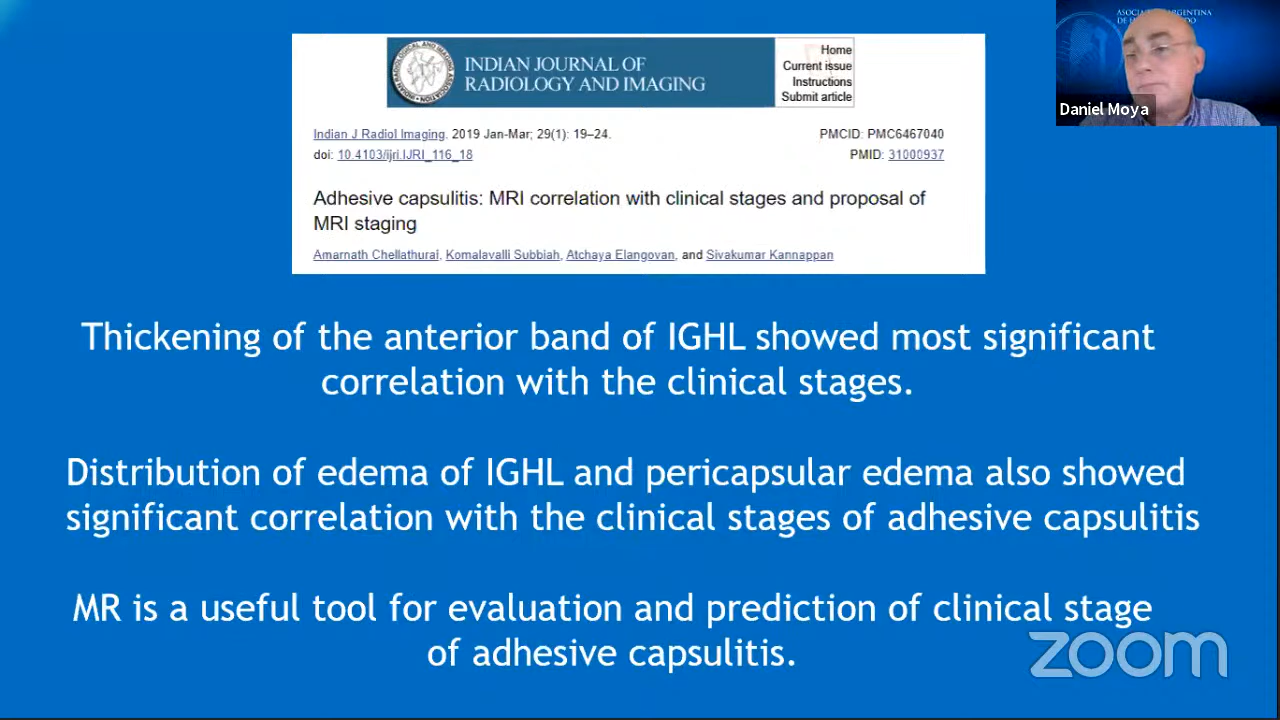 ASOCIA ARGENTINA
DE
Daniel Moya
INDIAN JOURNAL OF
RADIOLOGY AND IMAGING
Home
Current issue
Instructions
Submit article
Indian J Radiol Imaging. 2019 Jan-Mar; 29(1): 19–24.
PMCID: PMC6467040
doi: 10.4103/ijri.IJRI_116_18
PMID: 31000937
Adhesive capsulitis: MRI correlation with clinical stages and proposal of
MRI staging
Amarnath Chellathurai, Komalavalli Subbiah, Atchaya Elangovan, and Sivakumar Kannappan
Thickening of the anterior band of IGHL showed most significant
correlation with the clinical stages.
Distribution of edema of IGHL and pericapsular edema also showed
significant correlation with the clinical stages of adhesive capsulitis
MR is a useful tool for evaluation and prediction of clinical stage
of adhesive capsulitis.
zoom